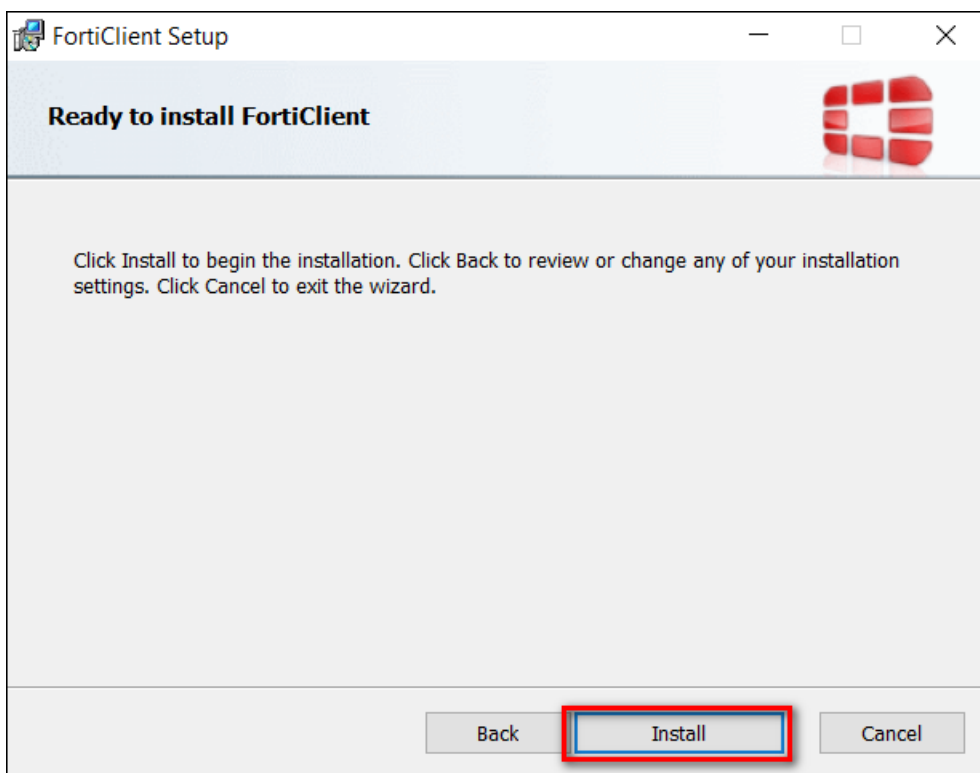 FortiClient Setup
Ready to install FortiClient
Click Install to begin the installation. Click Back to review or change any of your installation
settings. Click Cancel to exit the wizard.
Back Install Cancel